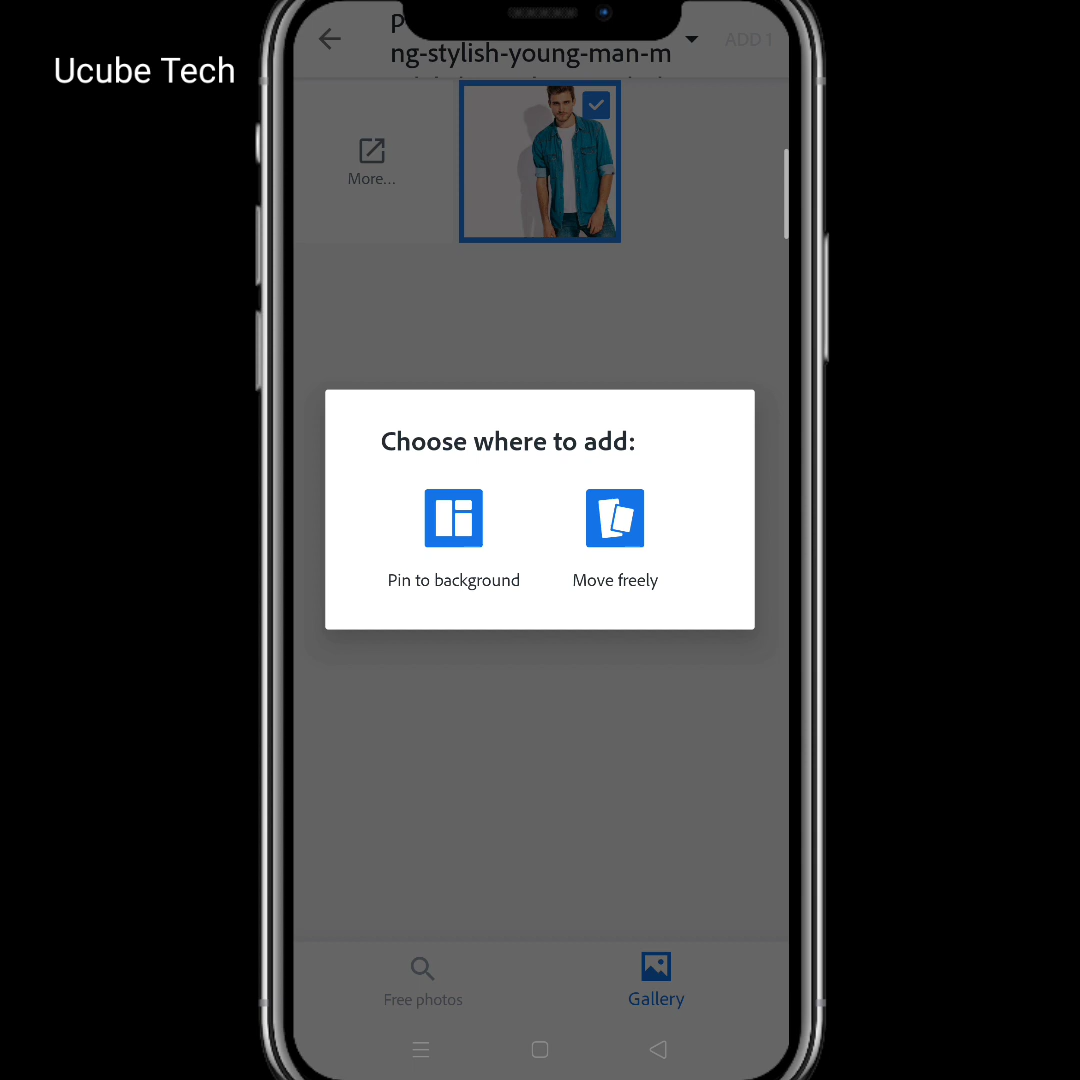 Ucube Tech
P
ng-stylish-young-man-m
ADD 1
More...
Choose where to add:
Pin to background
Move freely
Free photos
Gallery